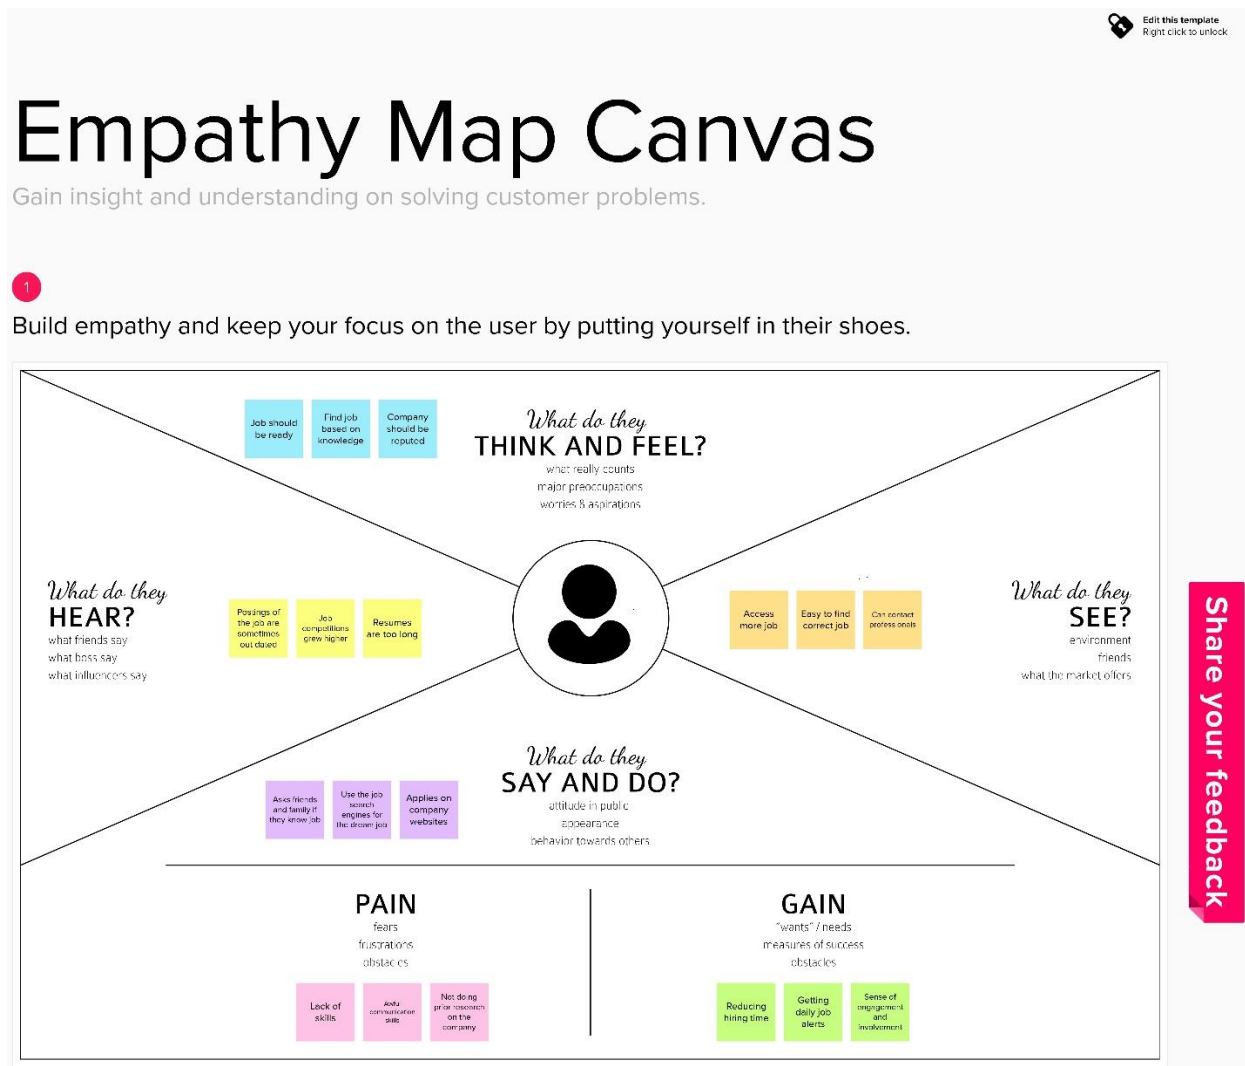 Edit this template
Right click to unlock
Empathy Map Canvas
Gain insight and understanding on solving customer problems.
1
Build empathy and keep your focus on the user by putting yourself in their shoes.
Job should
be ready
Find job
based on
knowledge
Company
should be
reputed
What do they
THINK AND FEEL?
what really counts
major preoccupations
worries & aspirations
What do they
HEAR?
what friends say
what boss say
what influencers say
Postings of
the job are
sometimes
out dated
Job
competitions
grew higher
Resumes
are too long
Access
more job
Easy to find
correct job
Can contact
professionals
What do they
SEE?
environment
friends
what the market offers
Share your feedback
What do they
SAY AND DO?
attitude in public
appearance
behavior towards others
Asks friends
and family if
they know job
Use the job
search
engines for
the dream job
Applies on
company
websites
PAIN
fears
frustrations
obstacles
Lack of
skills
Awful
communication
skills
Not doing
prior research
on the
company
GAIN
"wants" / needs
measures of success
obstacles
Reducing
hiring time
Getting
daily job
alerts
Sense of
engagement
and
involvement